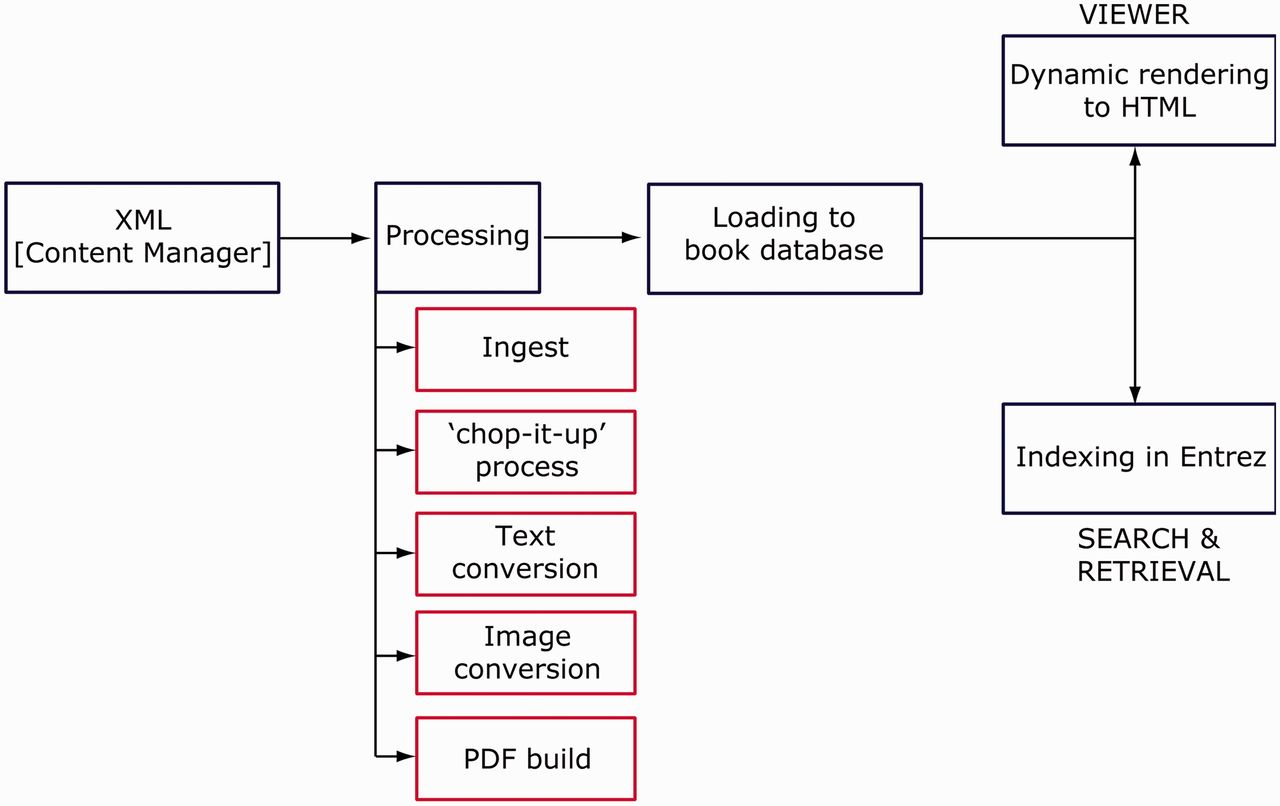 VIEWER
Dynamic rendering
to HTML
XML
[Content Manager]
Processing
Loading to
book database
Ingest
‘chop-it-up’
process
Text
conversion
Image
conversion
PDF build
Indexing in Entrez
SEARCH &
RETRIEVAL